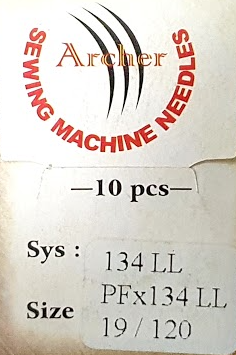 Archer
SEWING MACHINE NEEDLES
—10 pcs—
Sys : 134 LL
PFx134 LL
Size 19 / 120